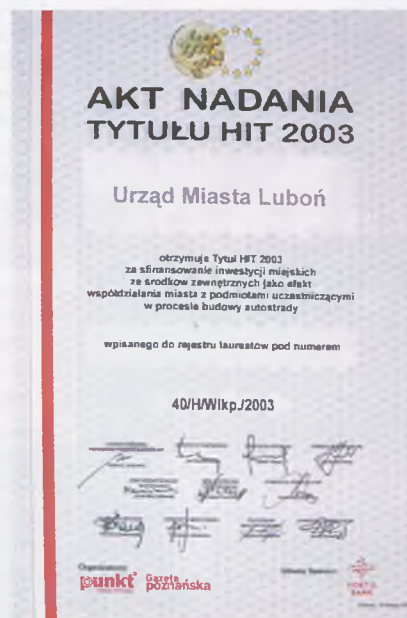 AKT NADANIA
TYTUŁU HIT 2003
Urząd Miasta Luboń
otrzymuje Tytuł HIT 2003
za sfinansowanie inwestycji miejskich
ze środków zewnętrznych jako efekt
współdziałania miasta z podmiotami uczestniczącymi
w procesie budowy autostrady
wpisanego do rejestru laureatów pod numerem
40/H/Wlkp./2003
punkt Gazeta
poznańska
BANK